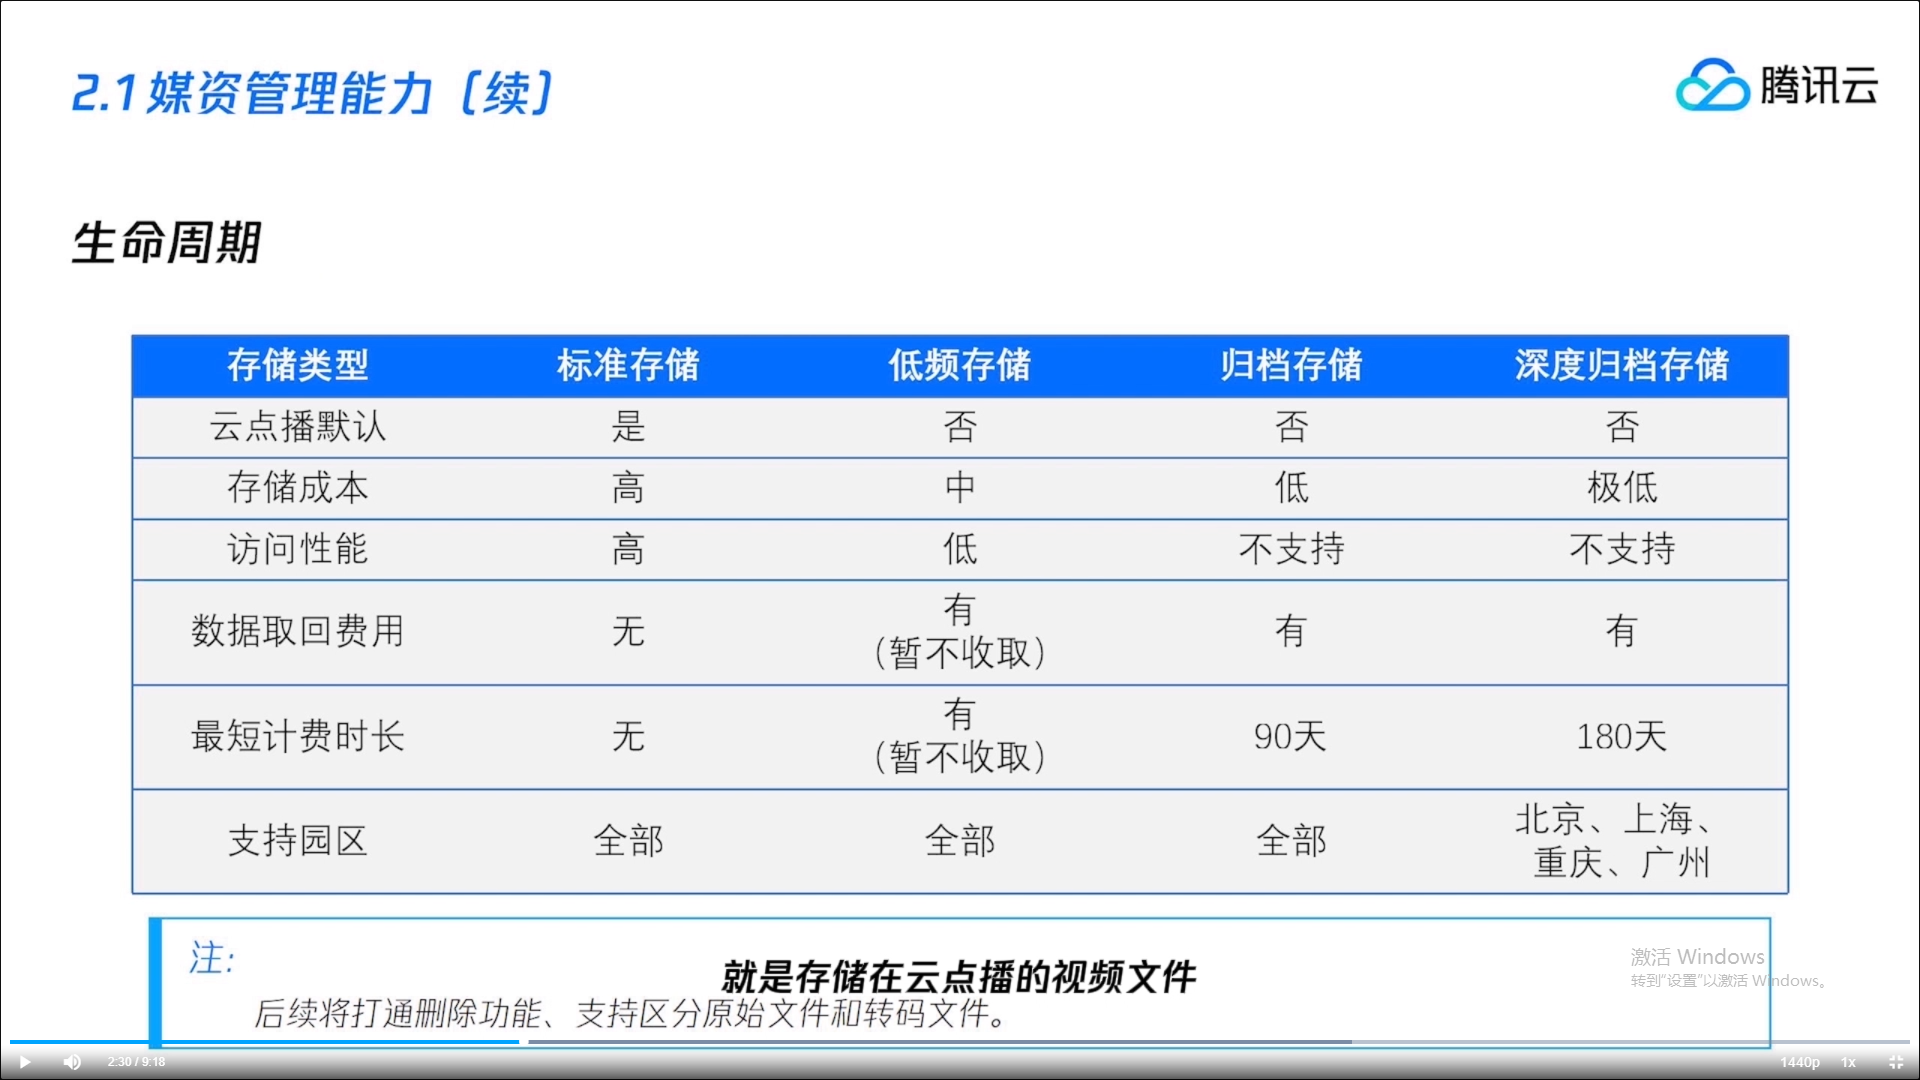 2.1 媒资管理能力（续）
腾讯云
生命周期
存储类型 标准存储 低频存储 归档存储 深度归档存储
云点播默认 是 否 否 否
存储成本 高 中 低 极低
访问性能 高 低 不支持 不支持
数据取回费用 无 有（暂不收取） 有 有
最短计费时长 无 有（暂不收取） 90天 180天
支持园区 全部 全部 全部 北京、上海、重庆、广州
注:
就是存储在云点播的视频文件
后续将打通删除功能、支持区分原始文件和转码文件。
激活 Windows
转到“设置”以激活 Windows。
2:30 / 9:18 1440p 1x